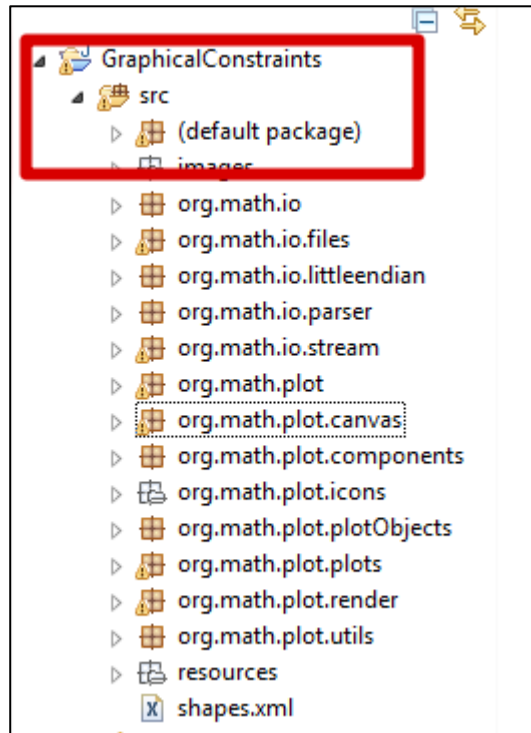 GraphicalConstraints
src
(default package)
images
org.math.io
org.math.io.files
org.math.io.littleendian
org.math.io.parser
org.math.io.stream
org.math.plot
org.math.plot.canvas
org.math.plot.components
org.math.plot.icons
org.math.plot.plotObjects
org.math.plot.plots
org.math.plot.render
org.math.plot.utils
resources
shapes.xml